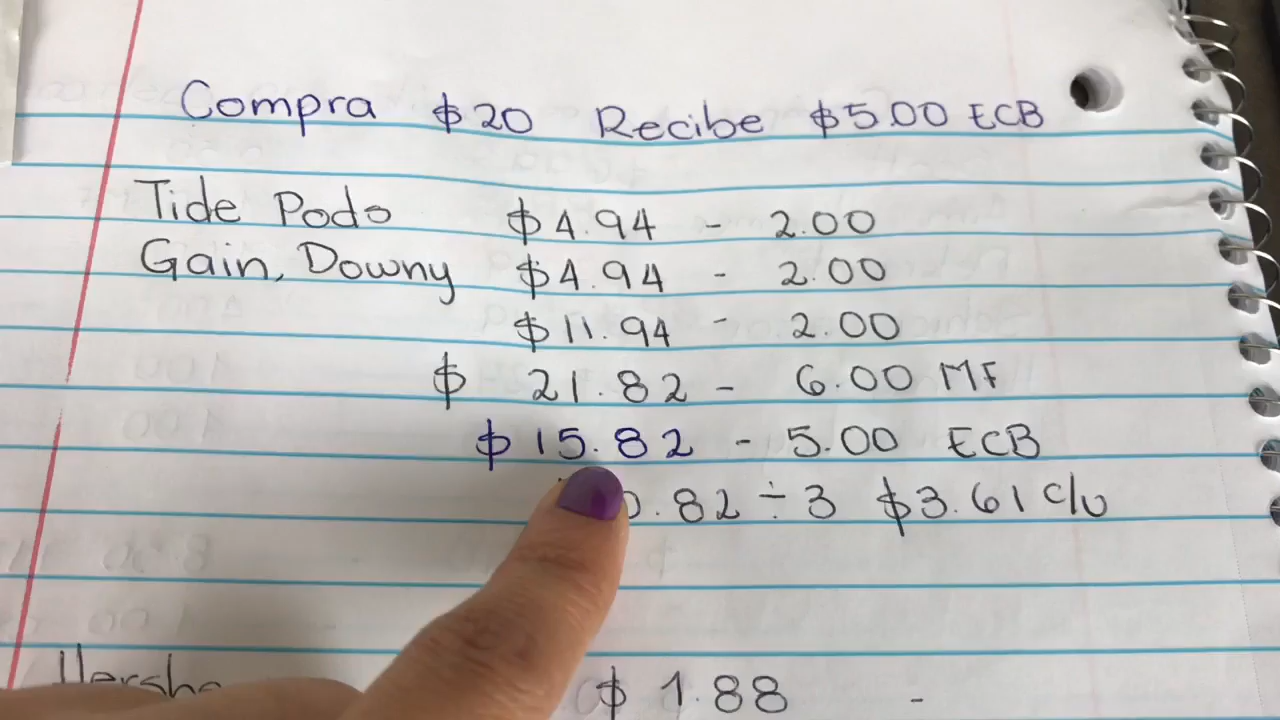 Compra $20 Recibe $5.00 ECB
Tide Pods $4.94 - 2.00
Gain, Downy $4.94 - 2.00
$11.94 - 2.00
$ 21.82 - 6.00 MF
$15.82 - 5.00 ECB
0.82 ÷ 3 $3.61 c/u
$1.88 -